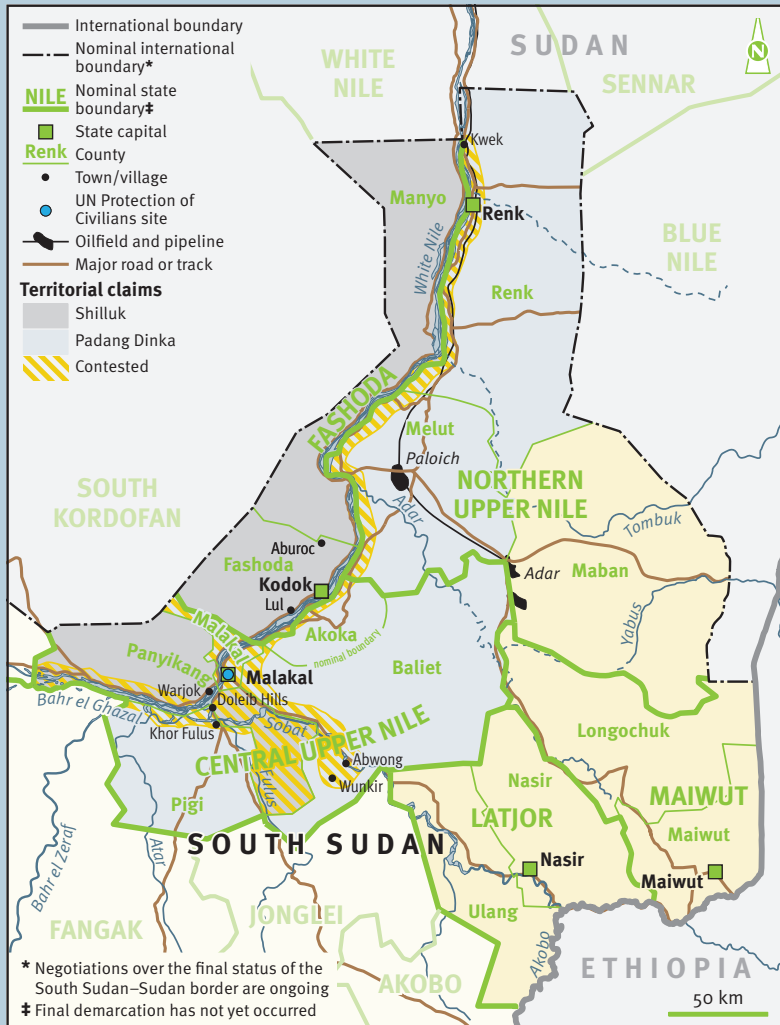 International boundary
Nominal international
boundary*
NILE Nominal state
boundary‡
State capital
Renk County
Town/village
UN Protection of
Civilians site
Oilfield and pipeline
Major road or track
Territorial claims
Shilluk
Padang Dinka
Contested
WHITE
NILE
SUDAN
SENNAR
N
Kwek
Manyo
Renk
White Nile
BLUE
NILE
Renk
FASHODA
Melut
Paloich
NORTHERN
UPPER NILE
SOUTH
KORDOFAN
Adar
Tombuk
Aburoc
Fashoda
Kodok
Adar
Maban
Lul
Malakal
Akoka
nominal boundary
Yabus
Panyikang
Baliet
Malakal
Warjok
Doleib Hills
Bahr el Ghazal
Khor Fulus
Sobat
CENTRAL UPPER NILE
Longochuk
Abwong
Fulus
Wunkir
Nasir
MAIWUT
Pigi
LATJOR
Maiwut
SOUTH SUDAN
Bahr el Zeraf
Atar
Nasir
Maiwut
Ulang
JONGLEI
FANGAK
Akobo
AKOBO
ETHIOPIA
* Negotiations over the final status of the
South Sudan–Sudan border are ongoing
‡ Final demarcation has not yet occurred
50 km